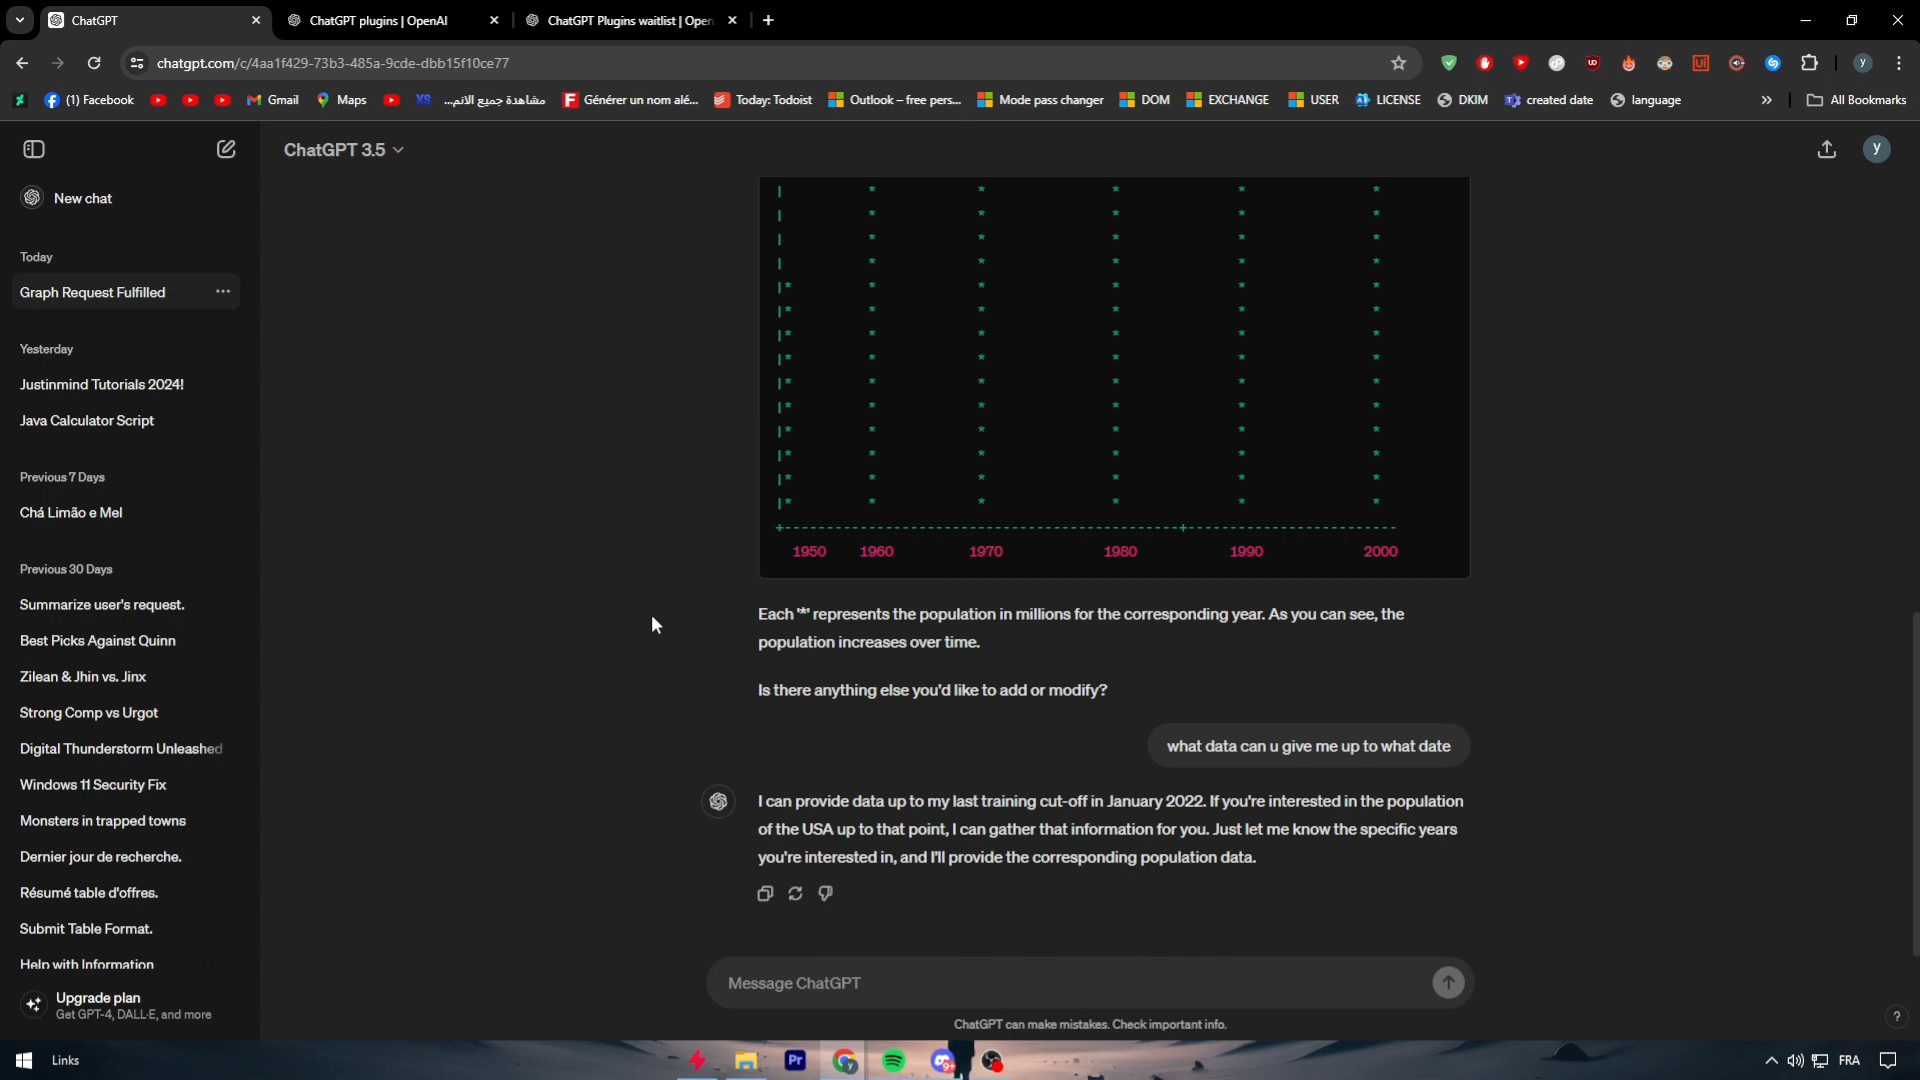 ChatGPT
ChatGPT plugins | OpenAI
ChatGPT Plugins waitlist | Open
chatgpt.com/c/4aa1f429-73b3-485a-9cde-dbb15f10ce77
(1) Facebook
Gmail
Maps
XS
مشاهدة جميع الانم...
Générer un nom alé...
Today: Todoist
Outlook – free pers...
Mode pass changer
DOM
EXCHANGE
USER
LICENSE
DKIM
created date
language
All Bookmarks
ChatGPT 3.5
y
New chat
Today
Graph Request Fulfilled
Yesterday
Justinmind Tutorials 2024!
Java Calculator Script
Previous 7 Days
Chá Limão e Mel
Previous 30 Days
Summarize user's request.
Best Picks Against Quinn
Zilean & Jhin vs. Jinx
Strong Comp vs Urgot
Digital Thunderstorm Unleashed
Windows 11 Security Fix
Monsters in trapped towns
Dernier jour de recherche.
Résumé table d'offres.
Submit Table Format.
Help with Information
Upgrade plan
Get GPT-4, DALL·E, and more
| * * * * *
| * * * * *
| * * * * *
| * * * * *
| * * * * * *
| * * * * * *
| * * * * * *
| * * * * * *
| * * * * * *
| * * * * * *
| * * * * * *
| * * * * * *
| * * * * * *
| * * * * * *
+------------------------------------------------+--------------------------
1950 1960 1970 1980 1990 2000
Each '*' represents the population in millions for the corresponding year. As you can see, the
population increases over time.
Is there anything else you'd like to add or modify?
what data can u give me up to what date
I can provide data up to my last training cut-off in January 2022. If you're interested in the population
of the USA up to that point, I can gather that information for you. Just let me know the specific years
you're interested in, and I'll provide the corresponding population data.
Message ChatGPT
ChatGPT can make mistakes. Check important info.
?
Links
Pr
9+
FRA